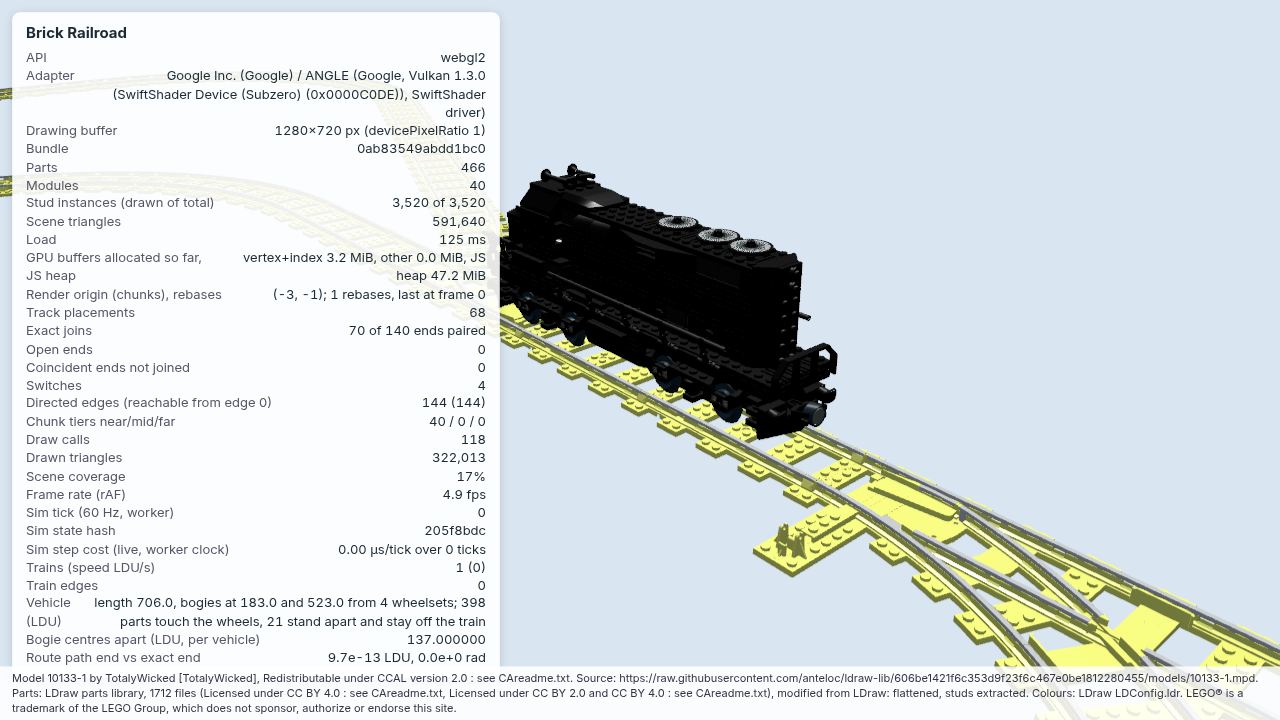 Brick Railroad
API webgl2
Adapter Google Inc. (Google) / ANGLE (Google, Vulkan 1.3.0
(SwiftShader Device (Subzero) (0x0000C0DE)), SwiftShader
driver)
Drawing buffer 1280×720 px (devicePixelRatio 1)
Bundle 0ab83549abdd1bc0
Parts 466
Modules 40
Stud instances (drawn of total) 3,520 of 3,520
Scene triangles 591,640
Load 125 ms
GPU buffers allocated so far, vertex+index 3.2 MiB, other 0.0 MiB, JS
JS heap heap 47.2 MiB
Render origin (chunks), rebases (-3, -1); 1 rebases, last at frame 0
Track placements 68
Exact joins 70 of 140 ends paired
Open ends 0
Coincident ends not joined 0
Switches 4
Directed edges (reachable from edge 0) 144 (144)
Chunk tiers near/mid/far 40 / 0 / 0
Draw calls 118
Drawn triangles 322,013
Scene coverage 17%
Frame rate (rAF) 4.9 fps
Sim tick (60 Hz, worker) 0
Sim state hash 205f8bdc
Sim step cost (live, worker clock) 0.00 µs/tick over 0 ticks
Trains (speed LDU/s) 1 (0)
Train edges 0
Vehicle length 706.0, bogies at 183.0 and 523.0 from 4 wheelsets; 398
(LDU) parts touch the wheels, 21 stand apart and stay off the train
Bogie centres apart (LDU, per vehicle) 137.000000
Route path end vs exact end 9.7e-13 LDU, 0.0e+0 rad
Model 10133-1 by TotalyWicked [TotalyWicked], Redistributable under CCAL version 2.0 : see CAreadme.txt. Source: https://raw.githubusercontent.com/anteloc/ldraw-lib/606be1421f6c353d9f23f6c467e0be1812280455/models/10133-1.mpd.
Parts: LDraw parts library, 1712 files (Licensed under CC BY 4.0 : see CAreadme.txt, Licensed under CC BY 2.0 and CC BY 4.0 : see CAreadme.txt), modified from LDraw: flattened, studs extracted. Colours: LDraw LDConfig.ldr. LEGO® is a
trademark of the LEGO Group, which does not sponsor, authorize or endorse this site.